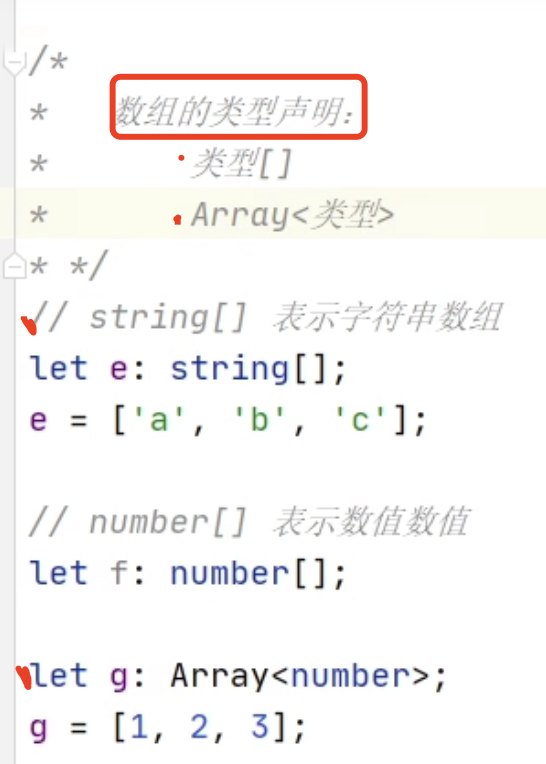 /*
*   数组的类型声明:
*       类型[]
*       Array<类型>
* */
// string[] 表示字符串数组
let e: string[];
e = ['a', 'b', 'c'];
// number[] 表示数值数值
let f: number[];
let g: Array<number>;
g = [1, 2, 3];